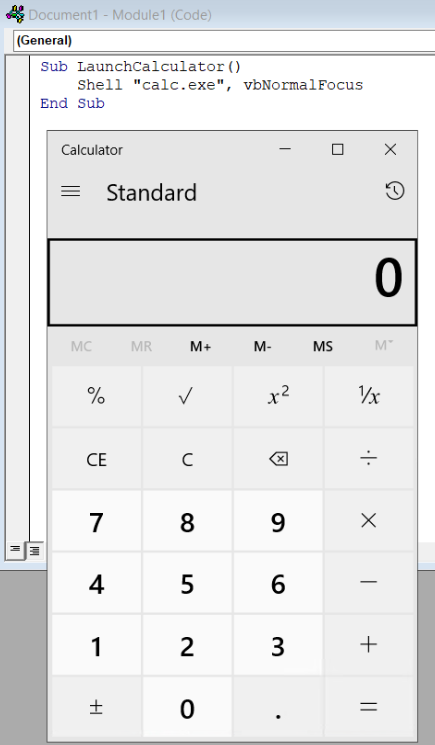 Document1 - Module1 (Code)
(General)
Sub LaunchCalculator()
    Shell "calc.exe", vbNormalFocus
End Sub
Calculator
Standard
0
MC MR M+ M- MS M˅
% √ x² ¹/x
CE C ⌫ ÷
7 8 9 ×
4 5 6 −
1 2 3 +
± 0 . =